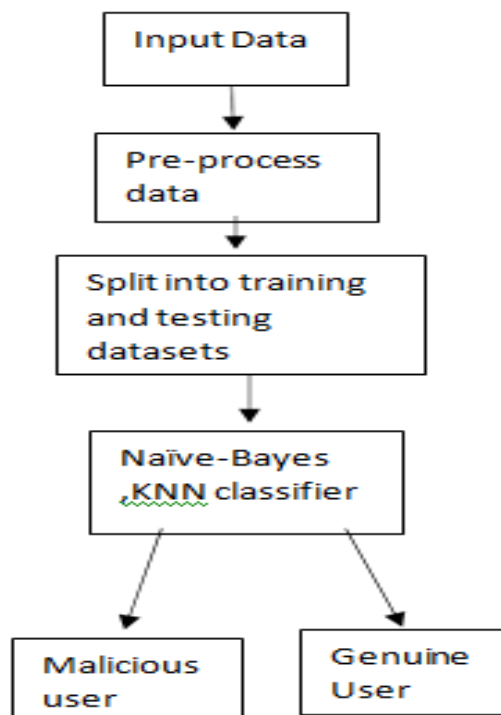 Input Data
Pre-process
data
Split into training
and testing
datasets
Naïve-Bayes
,KNN classifier
Malicious
user
Genuine
User